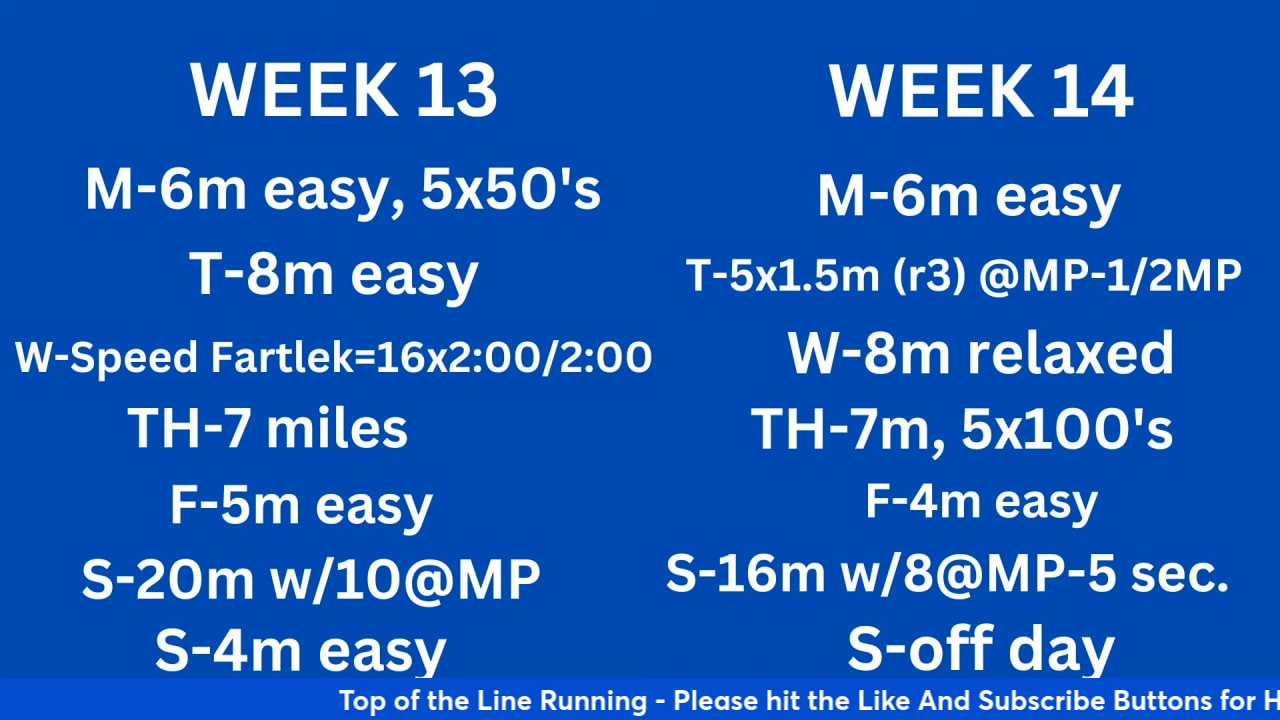 WEEK 13
M-6m easy, 5x50's
T-8m easy
W-Speed Fartlek=16x2:00/2:00
TH-7 miles
F-5m easy
S-20m w/10@MP
S-4m easy
WEEK 14
M-6m easy
T-5x1.5m (r3) @MP-1/2MP
W-8m relaxed
TH-7m, 5x100's
F-4m easy
S-16m w/8@MP-5 sec.
S-off day
Top of the Line Running - Please hit the Like And Subscribe Buttons for